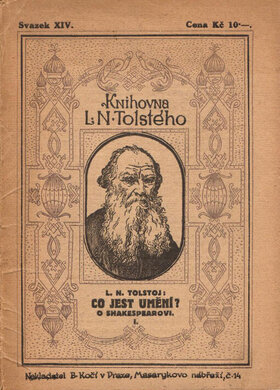 Svazek XIV.
Cena Kč 10·—.
Knihovna
L.N.Tolstého
L. N. TOLSTOJ:
CO JEST UMĚNÍ?
O SHAKESPEAROVI.
I.
Nakladatel B. Kočí v Praze, Masarykovo nábřeží, č. 14